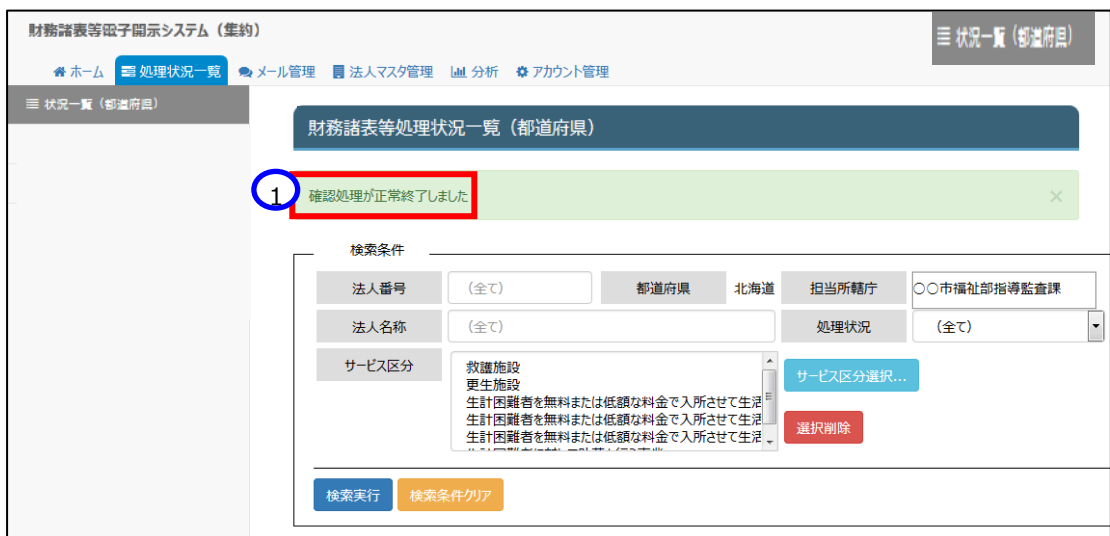 財務諸表等電子開示システム（集約）
状況一覧（都道府県）
ホーム 処理状況一覧 メール管理 法人マスタ管理 分析 アカウント管理
状況一覧（都道府県）
財務諸表等処理状況一覧（都道府県）
1 確認処理が正常終了しました ×
検索条件
法人番号 （全て） 都道府県 北海道 担当所轄庁 〇〇市福祉部指導監査課
法人名称 （全て） 処理状況 （全て）
サービス区分
救護施設
更生施設
生計困難者を無料または低額な料金で入所させて生活
生計困難者を無料または低額な料金で入所させて生活
生計困難者を無料または低額な料金で入所させて生活
サービス区分選択...
選択削除
検索実行 検索条件クリア